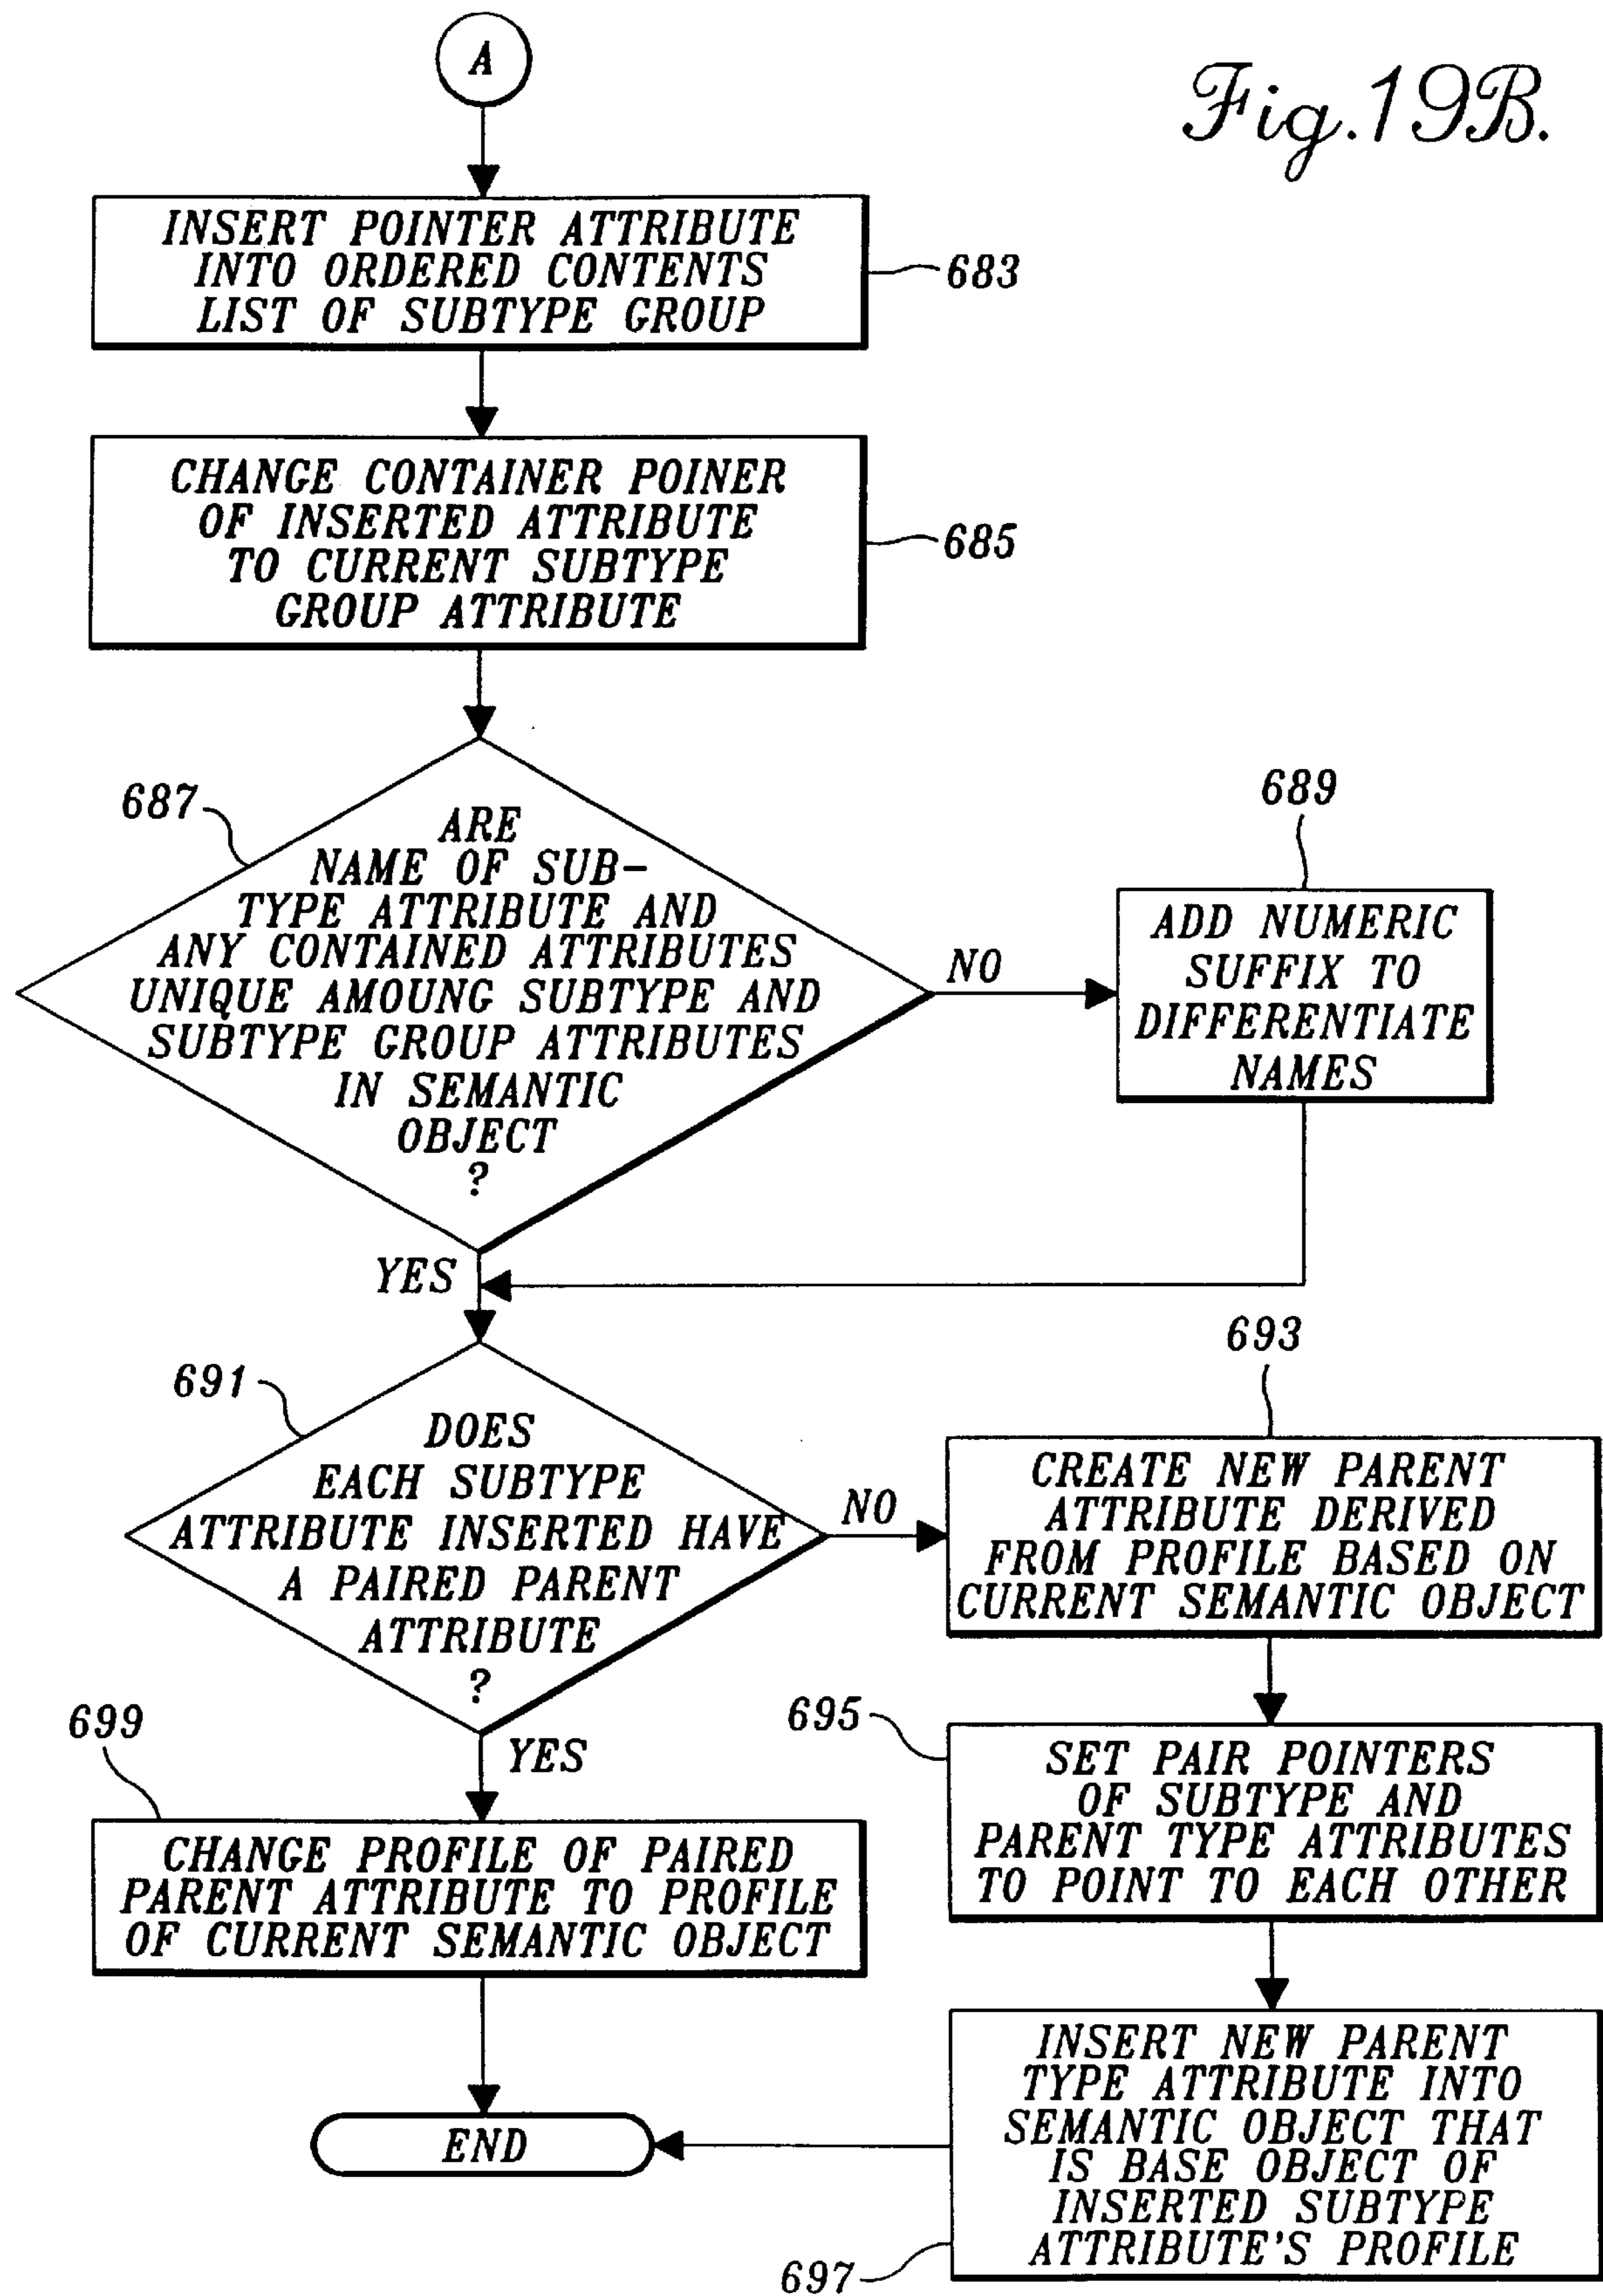 A
Fig. 19B.
INSERT POINTER ATTRIBUTE
INTO ORDERED CONTENTS
LIST OF SUBTYPE GROUP
683
CHANGE CONTAINER POINER
OF INSERTED ATTRIBUTE
TO CURRENT SUBTYPE
GROUP ATTRIBUTE
685
687
ARE
NAME OF SUB-
TYPE ATTRIBUTE AND
ANY CONTAINED ATTRIBUTES
UNIQUE AMOUNG SUBTYPE AND
SUBTYPE GROUP ATTRIBUTES
IN SEMANTIC
OBJECT
?
NO
689
ADD NUMERIC
SUFFIX TO
DIFFERENTIATE
NAMES
YES
691
DOES
EACH SUBTYPE
ATTRIBUTE INSERTED HAVE
A PAIRED PARENT
ATTRIBUTE
?
NO
693
CREATE NEW PARENT
ATTRIBUTE DERIVED
FROM PROFILE BASED ON
CURRENT SEMANTIC OBJECT
YES
695
SET PAIR POINTERS
OF SUBTYPE AND
PARENT TYPE ATTRIBUTES
TO POINT TO EACH OTHER
699
CHANGE PROFILE OF PAIRED
PARENT ATTRIBUTE TO PROFILE
OF CURRENT SEMANTIC OBJECT
INSERT NEW PARENT
TYPE ATTRIBUTE INTO
SEMANTIC OBJECT THAT
IS BASE OBJECT OF
INSERTED SUBTYPE
ATTRIBUTE'S PROFILE
697
END